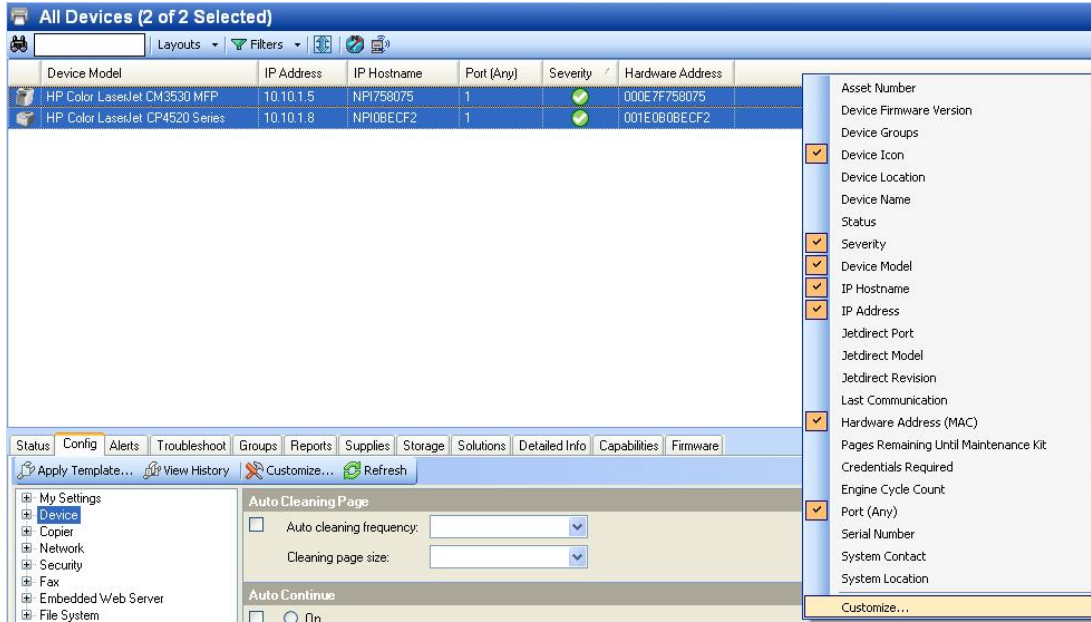 All Devices (2 of 2 Selected)
Layouts Filters
Device Model IP Address IP Hostname Port (Any) Severity Hardware Address
HP Color LaserJet CM3530 MFP 10.10.1.5 NPI758075 1 000E7F758075
HP Color LaserJet CP4520 Series 10.10.1.8 NPI0BECF2 1 001E0B0BECF2
Asset Number
Device Firmware Version
Device Groups
Device Icon
Device Location
Device Name
Status
Severity
Device Model
IP Hostname
IP Address
Jetdirect Port
Jetdirect Model
Jetdirect Revision
Last Communication
Hardware Address (MAC)
Pages Remaining Until Maintenance Kit
Credentials Required
Engine Cycle Count
Port (Any)
Serial Number
System Contact
System Location
Customize...
Status Config Alerts Troubleshoot Groups Reports Supplies Storage Solutions Detailed Info Capabilities Firmware
Apply Template... View History Customize... Refresh
My Settings
Device
Copier
Network
Security
Fax
Embedded Web Server
File System
Auto Cleaning Page
Auto cleaning frequency:
Cleaning page size:
Auto Continue
On